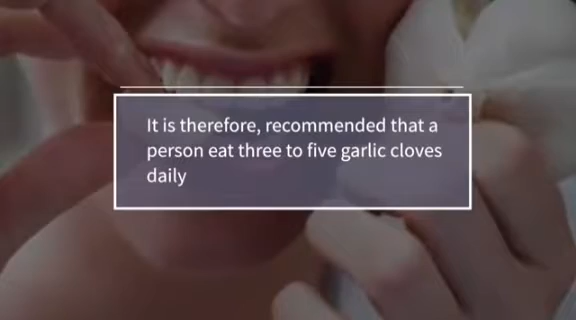 It is therefore, recommended that a
person eat three to five garlic cloves
daily